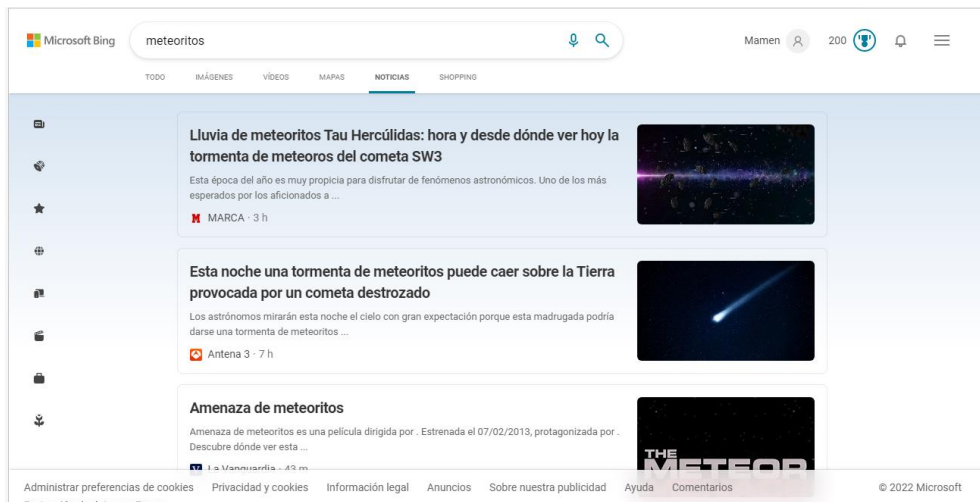 Microsoft Bing
meteoritos
Mamen
200
TODO IMÁGENES VÍDEOS MAPAS NOTICIAS SHOPPING
Lluvia de meteoritos Tau Hercúlidas: hora y desde dónde ver hoy la
tormenta de meteoros del cometa SW3
Esta época del año es muy propicia para disfrutar de fenómenos astronómicos. Uno de los más
esperados por los aficionados a ...
MARCA · 3 h
Esta noche una tormenta de meteoritos puede caer sobre la Tierra
provocada por un cometa destrozado
Los astrónomos mirarán esta noche el cielo con gran expectación porque esta madrugada podría
darse una tormenta de meteoritos ...
Antena 3 · 7 h
Amenaza de meteoritos
Amenaza de meteoritos es una película dirigida por . Estrenada el 07/02/2013, protagonizada por .
Descubre dónde ver esta ...
La Vanguardia · 43 m
THE
METEOR
Administrar preferencias de cookies Privacidad y cookies Información legal Anuncios Sobre nuestra publicidad Ayuda Comentarios © 2022 Microsoft